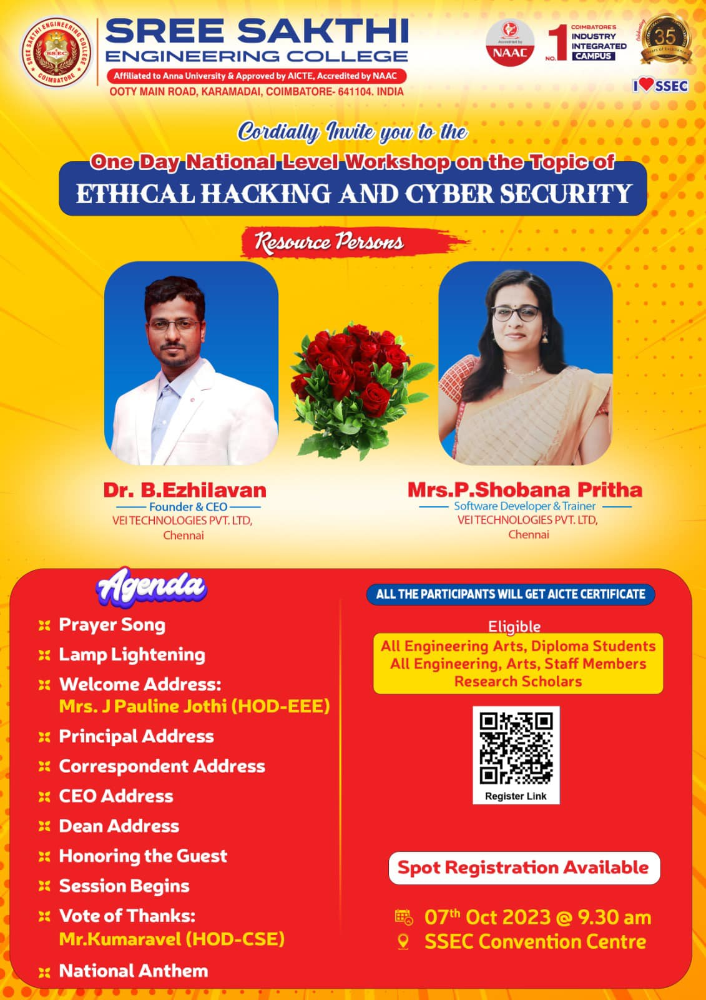 SREE SAKTHI ENGINEERING COLLEGE
COIMBATORE
SSEC
SREE SAKTHI
ENGINEERING COLLEGE
Affiliated to Anna University & Approved by AICTE, Accredited by NAAC
OOTY MAIN ROAD, KARAMADAI, COIMBATORE- 641104. INDIA
Accredited by
NAAC
NO.1
COIMBATORE'S
INDUSTRY
INTEGRATED
CAMPUS
Celebrating
35
Years of Excellence
I SSEC
Cordially Invite you to the
One Day National Level Workshop on the Topic of
ETHICAL HACKING AND CYBER SECURITY
Resource Persons
Dr. B.Ezhilavan
Founder & CEO
VEI TECHNOLOGIES PVT. LTD,
Chennai
Mrs.P.Shobana Pritha
Software Developer & Trainer
VEI TECHNOLOGIES PVT. LTD,
Chennai
Agenda
Prayer Song
Lamp Lightening
Welcome Address:
Mrs. J Pauline Jothi (HOD-EEE)
Principal Address
Correspondent Address
CEO Address
Dean Address
Honoring the Guest
Session Begins
Vote of Thanks:
Mr.Kumaravel (HOD-CSE)
National Anthem
ALL THE PARTICIPANTS WILL GET AICTE CERTIFICATE
Eligible
All Engineering Arts, Diploma Students
All Engineering, Arts, Staff Members
Research Scholars
Register Link
Spot Registration Available
07th Oct 2023 @ 9.30 am
SSEC Convention Centre